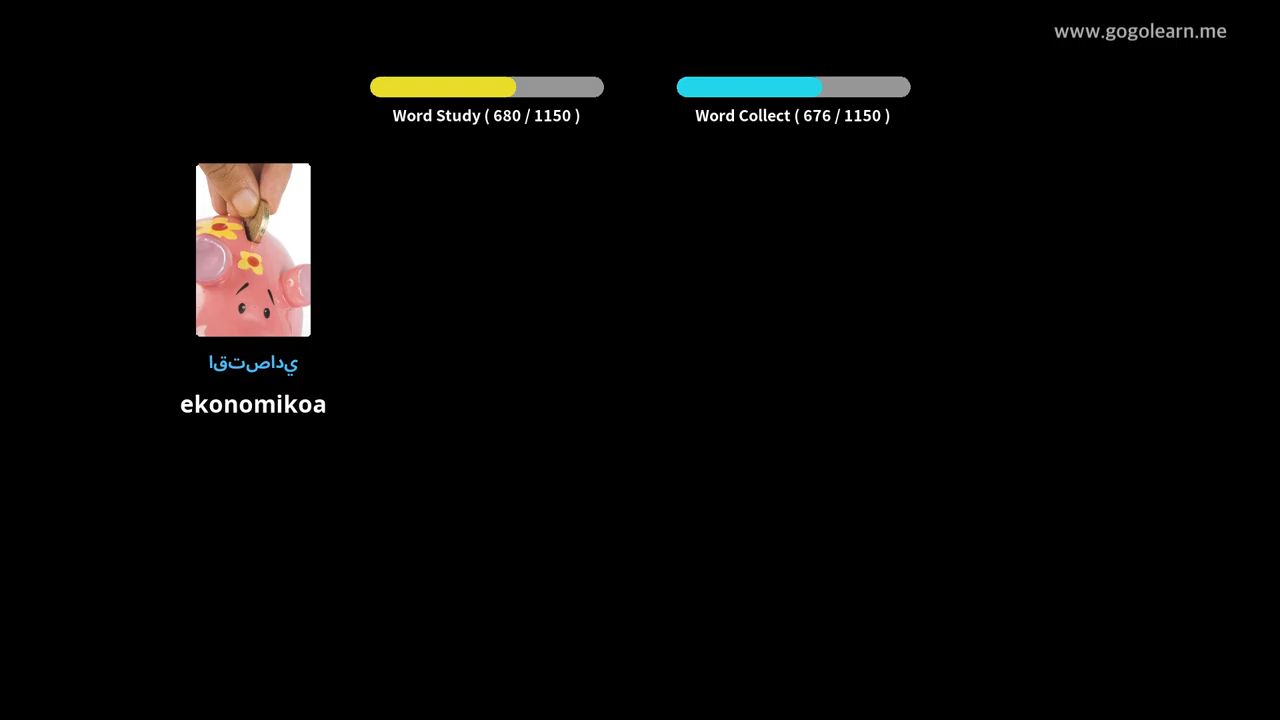 www.gogolearn.me
Word Study ( 680 / 1150 )
Word Collect ( 676 / 1150 )
اقتصادي
ekonomikoa